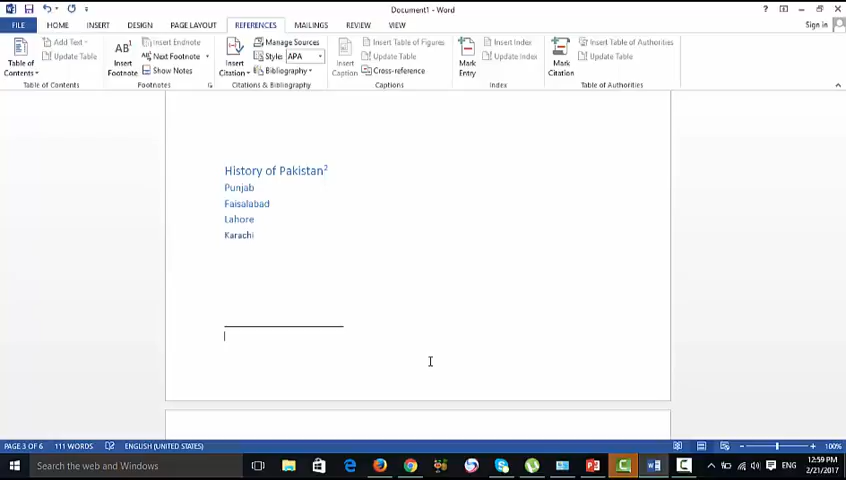 Document1 - Word
Sign in
FILE HOME INSERT DESIGN PAGE LAYOUT REFERENCES MAILINGS REVIEW VIEW
Table of Contents
Add Text
Update Table
Table of Contents
AB¹
Insert Footnote
Insert Endnote
Next Footnote
Show Notes
Footnotes
Insert Citation
Manage Sources
Style: APA
Bibliography
Citations & Bibliography
Insert Caption
Insert Table of Figures
Update Table
Cross-reference
Captions
Mark Entry
Insert Index
Update Index
Index
Mark Citation
Insert Table of Authorities
Update Table
Table of Authorities
History of Pakistan²
Punjab
Faisalabad
Lahore
Karachi
PAGE 3 OF 6 111 WORDS ENGLISH (UNITED STATES) 100%
Search the web and Windows
ENG
12:59 PM
2/21/2017